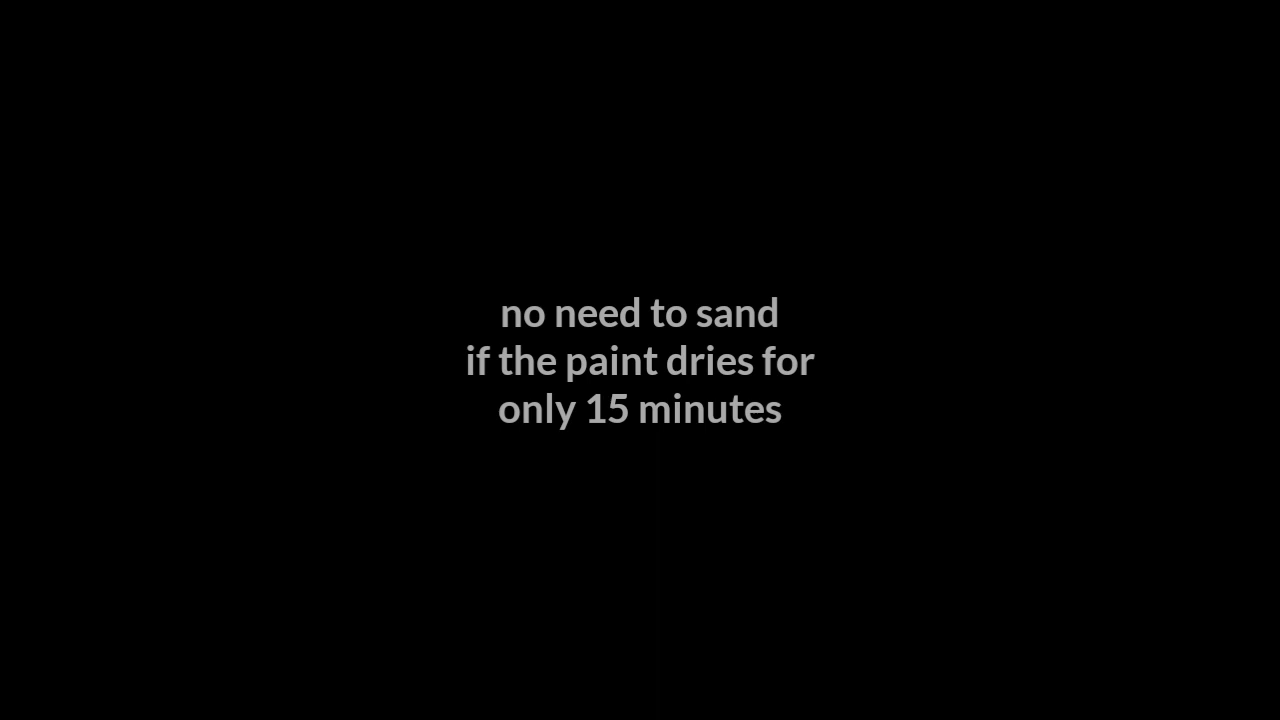 no need to sand
if the paint dries for
only 15 minutes